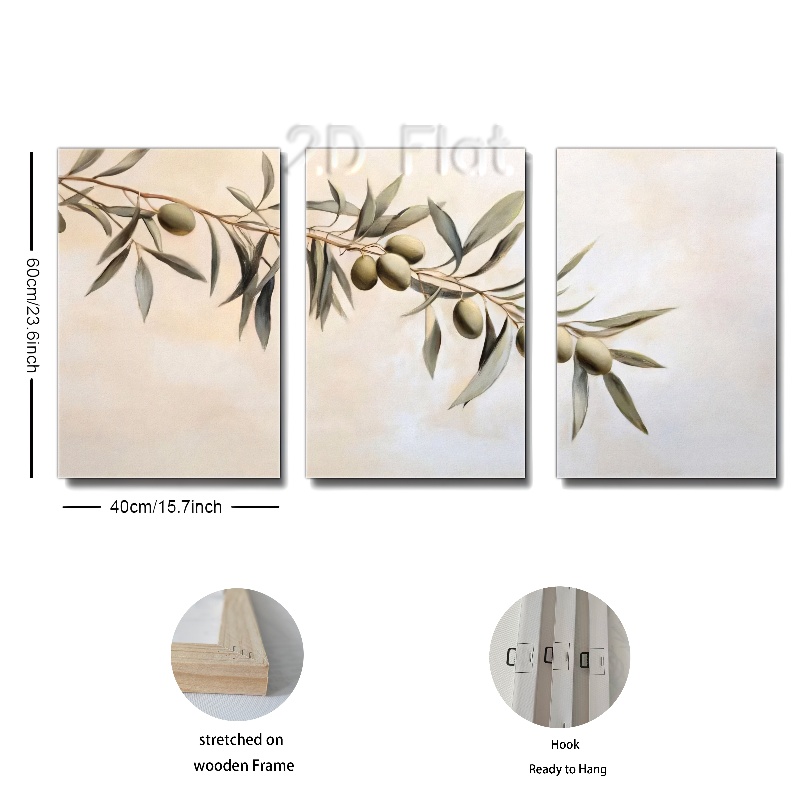 2D Flat
60cm/23.6inch
40cm/15.7inch
stretched on
wooden Frame
Hook
Ready to Hang